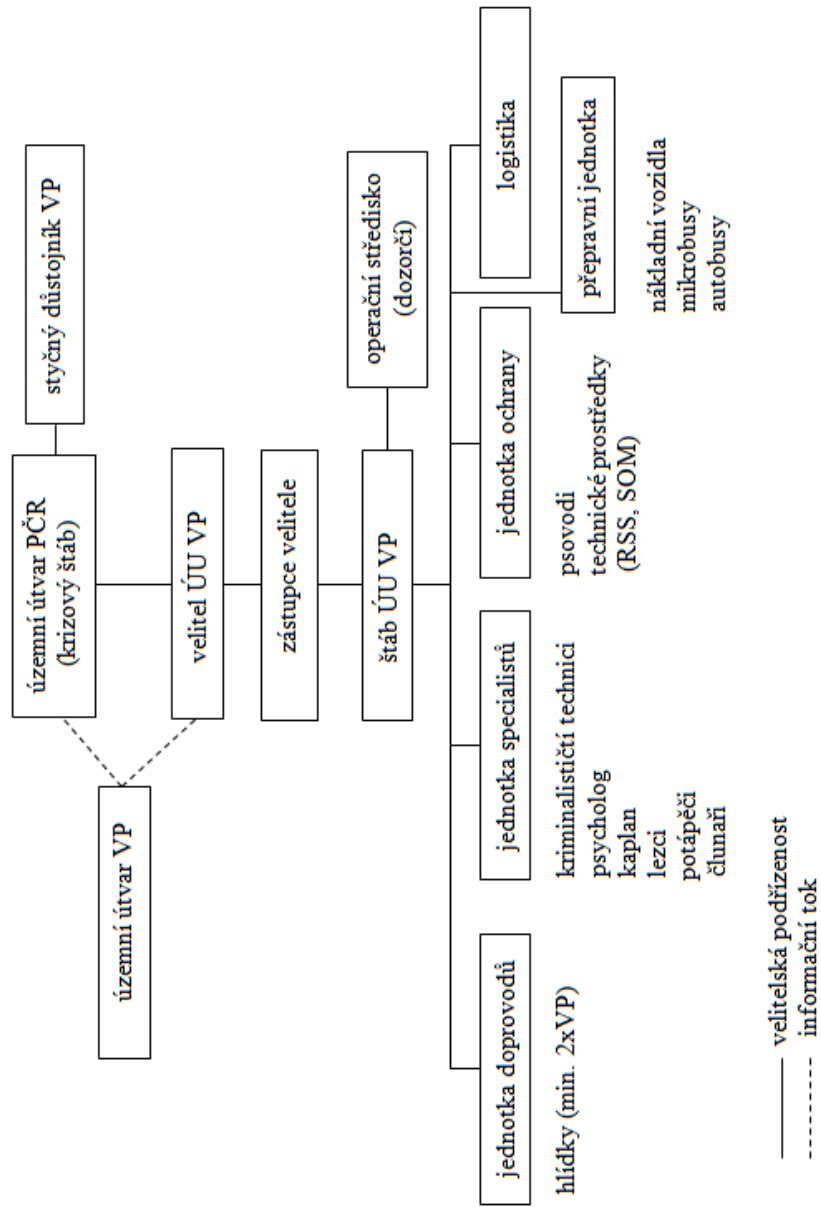 územní útvar PČR
(krizový štáb)
styčný důstojník VP
územní útvar VP
velitel ÚU VP
zástupce velitele
štáb ÚU VP
operační středisko
(dozorčí)
jednotka doprovodů
hlídky (min. 2xVP)
jednotka specialistů
kriminalističtí technici
psycholog
kaplan
lezci
potápěči
člunaři
jednotka ochrany
psovodi
technické prostředky
(RSS, SOM)
logistika
přepravní jednotka
nákladní vozidla
mikrobusy
autobusy
velitelská podřízenost
informační tok